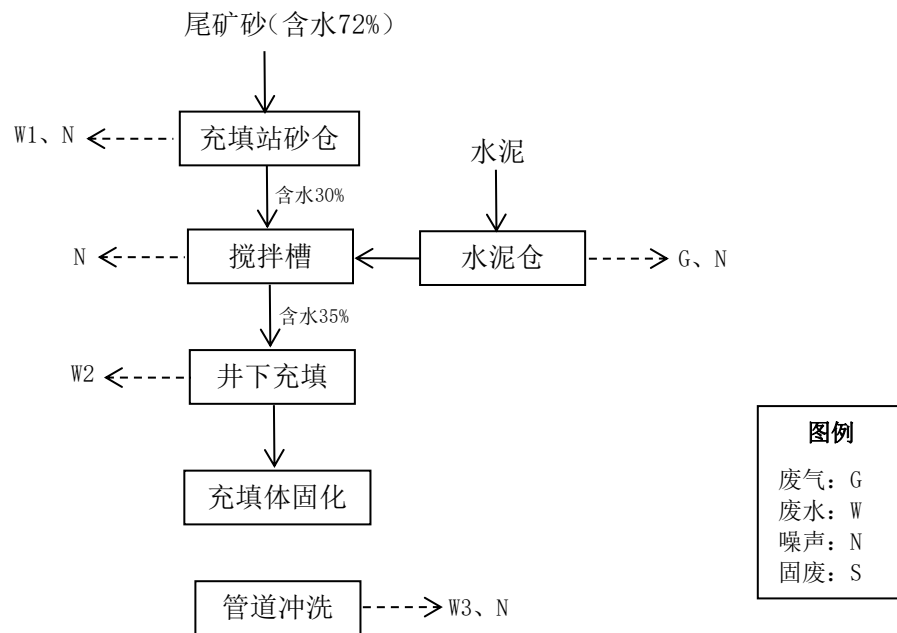 尾矿砂（含水72%）
W1、N
充填站砂仓
水泥
含水30%
N
搅拌槽
水泥仓
G、N
含水35%
W2
井下充填
充填体固化
图例
废气：G
废水：W
噪声：N
固废：S
管道冲洗
W3、N